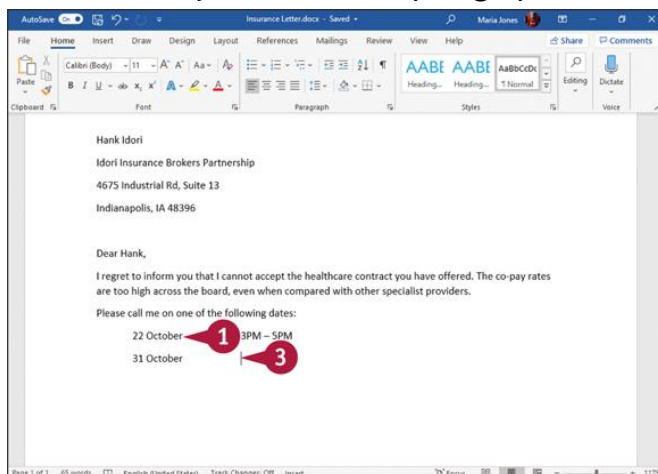 AutoSave On Insurance Letter.docx - Saved Maria Jones
File Home Insert Draw Design Layout References Mailings Review View Help Share Comments
Calibri (Body) 11 A A Aa AABE AABE AaBbCcDc
Paste B I U ab x, x² A A Heading... Heading... ¶ Normal Editing Dictate
Clipboard Font Paragraph Styles Voice
Hank Idori
Idori Insurance Brokers Partnership
4675 Industrial Rd, Suite 13
Indianapolis, IA 48396
Dear Hank,
I regret to inform you that I cannot accept the healthcare contract you have offered. The co-pay rates
are too high across the board, even when compared with other specialist providers.
Please call me on one of the following dates:
22 October 1 3PM – 5PM
31 October 3
Page 1 of 1 65 words English (United States) Track Changes: Off Insert Focus